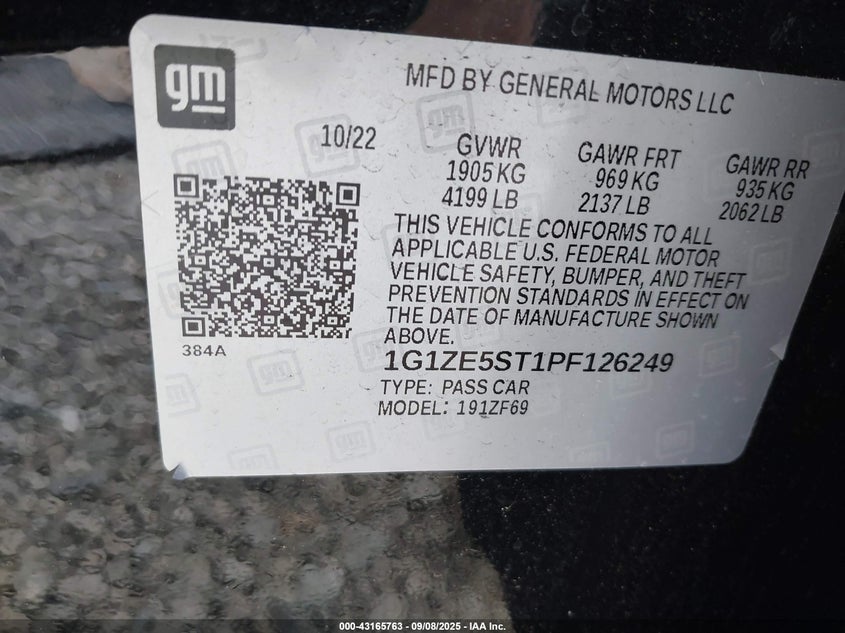 gm
MFD BY GENERAL MOTORS LLC
10/22
GVWR
1905 KG
4199 LB
GAWR FRT
969 KG
2137 LB
GAWR RR
935 KG
2062 LB
THIS VEHICLE CONFORMS TO ALL
APPLICABLE U.S. FEDERAL MOTOR
VEHICLE SAFETY, BUMPER, AND THEFT
PREVENTION STANDARDS IN EFFECT ON
THE DATE OF MANUFACTURE SHOWN
ABOVE.
384A
1G1ZE5ST1PF126249
TYPE: PASS CAR
MODEL: 191ZF69
000-43165763 - 09/08/2025 - IAA Inc.